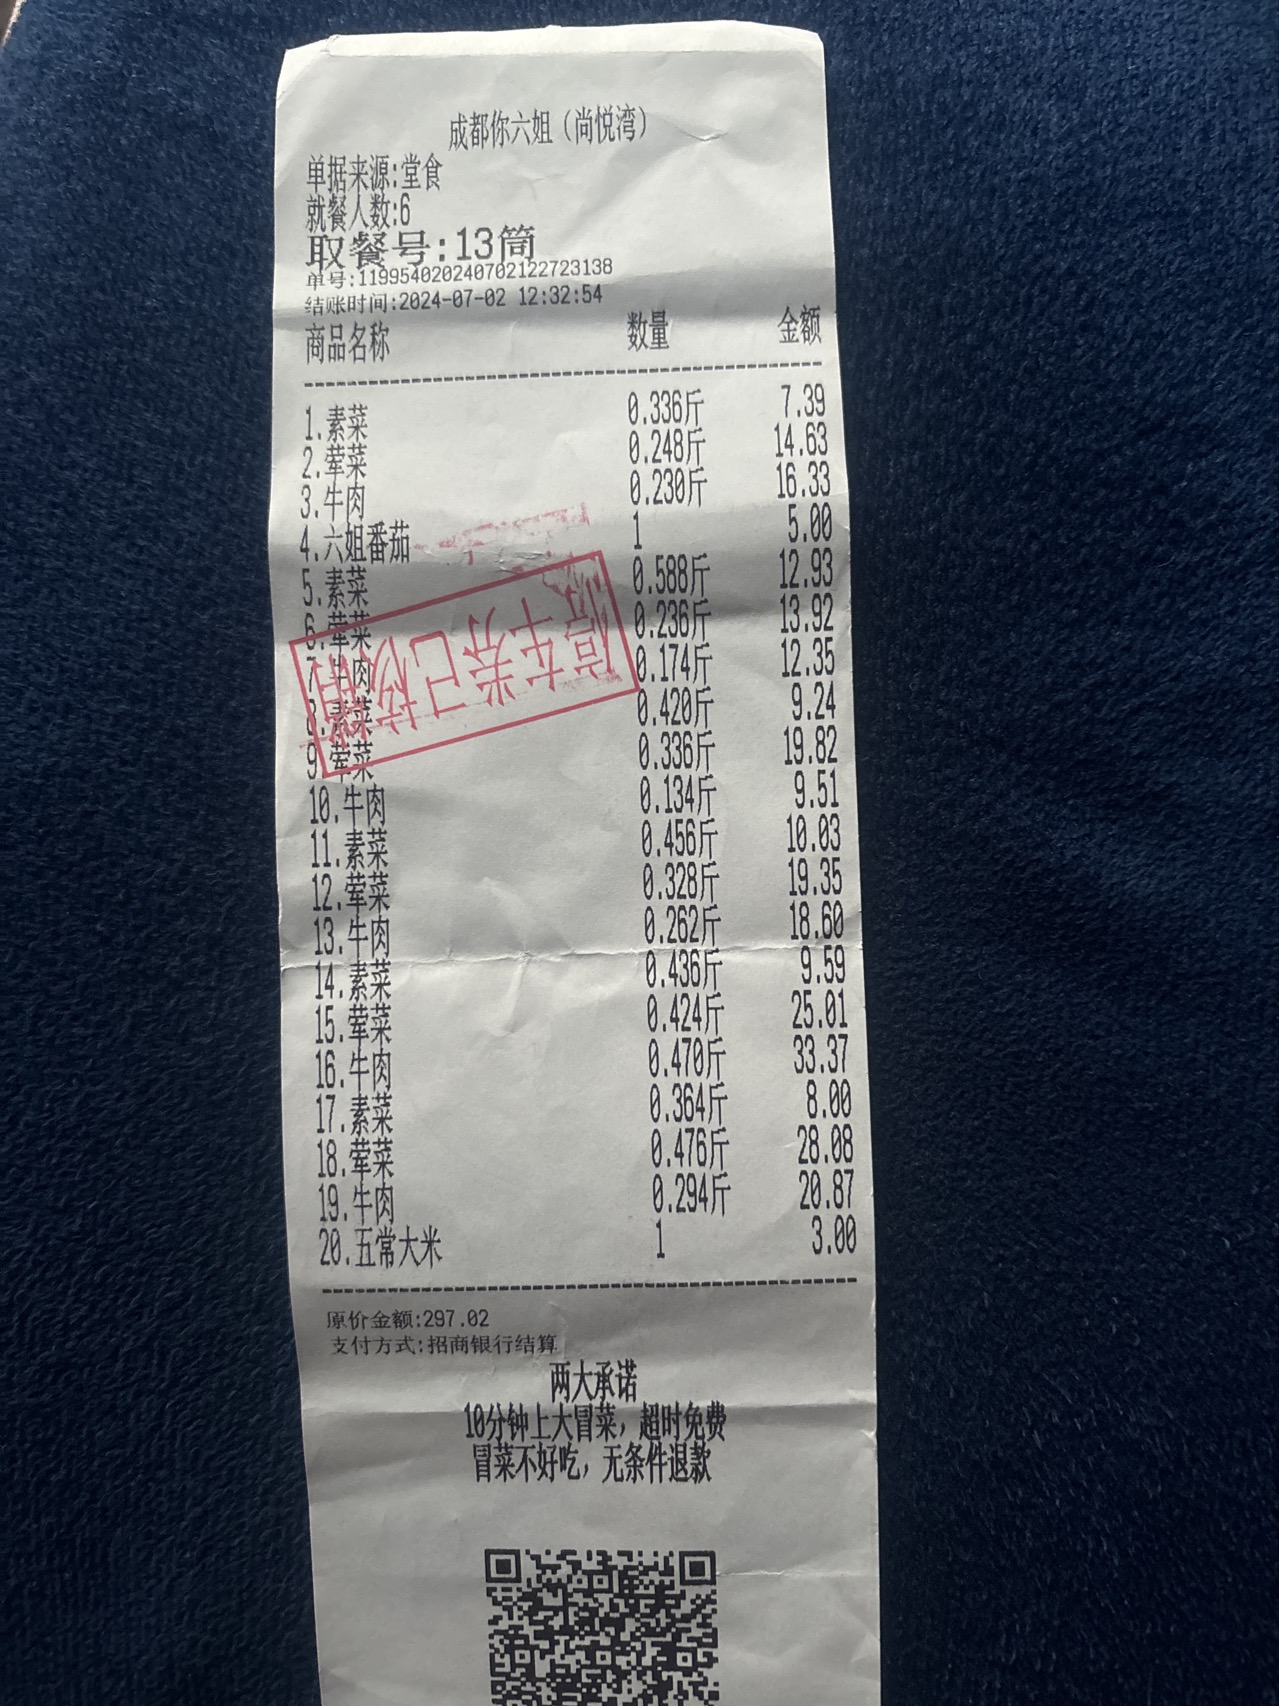 成都你六姐（尚悦湾）
单据来源:堂食
就餐人数:6
取餐号:13筒
单号:119954020240702122723138
结账时间:2024-07-02 12:32:54
商品名称 数量 金额
1.素菜 0.336斤 7.39
2.荤菜 0.248斤 14.63
3.牛肉 0.230斤 16.33
4.六姐番茄 1 5.00
5.素菜 0.588斤 12.93
6.荤菜 0.236斤 13.92
7.牛肉 0.174斤 12.35
8.素菜 0.420斤 9.24
9.荤菜 0.336斤 19.82
10.牛肉 0.134斤 9.51
11.素菜 0.456斤 10.03
12.荤菜 0.328斤 19.35
13.牛肉 0.262斤 18.60
14.素菜 0.436斤 9.59
15.荤菜 0.424斤 25.01
16.牛肉 0.470斤 33.37
17.素菜 0.364斤 8.00
18.荤菜 0.476斤 28.08
19.牛肉 0.294斤 20.87
20.五常大米 1 3.00
原价金额:297.02
支付方式:招商银行结算
两大承诺
10分钟上大冒菜，超时免费
冒菜不好吃，无条件退款
停车券已核销